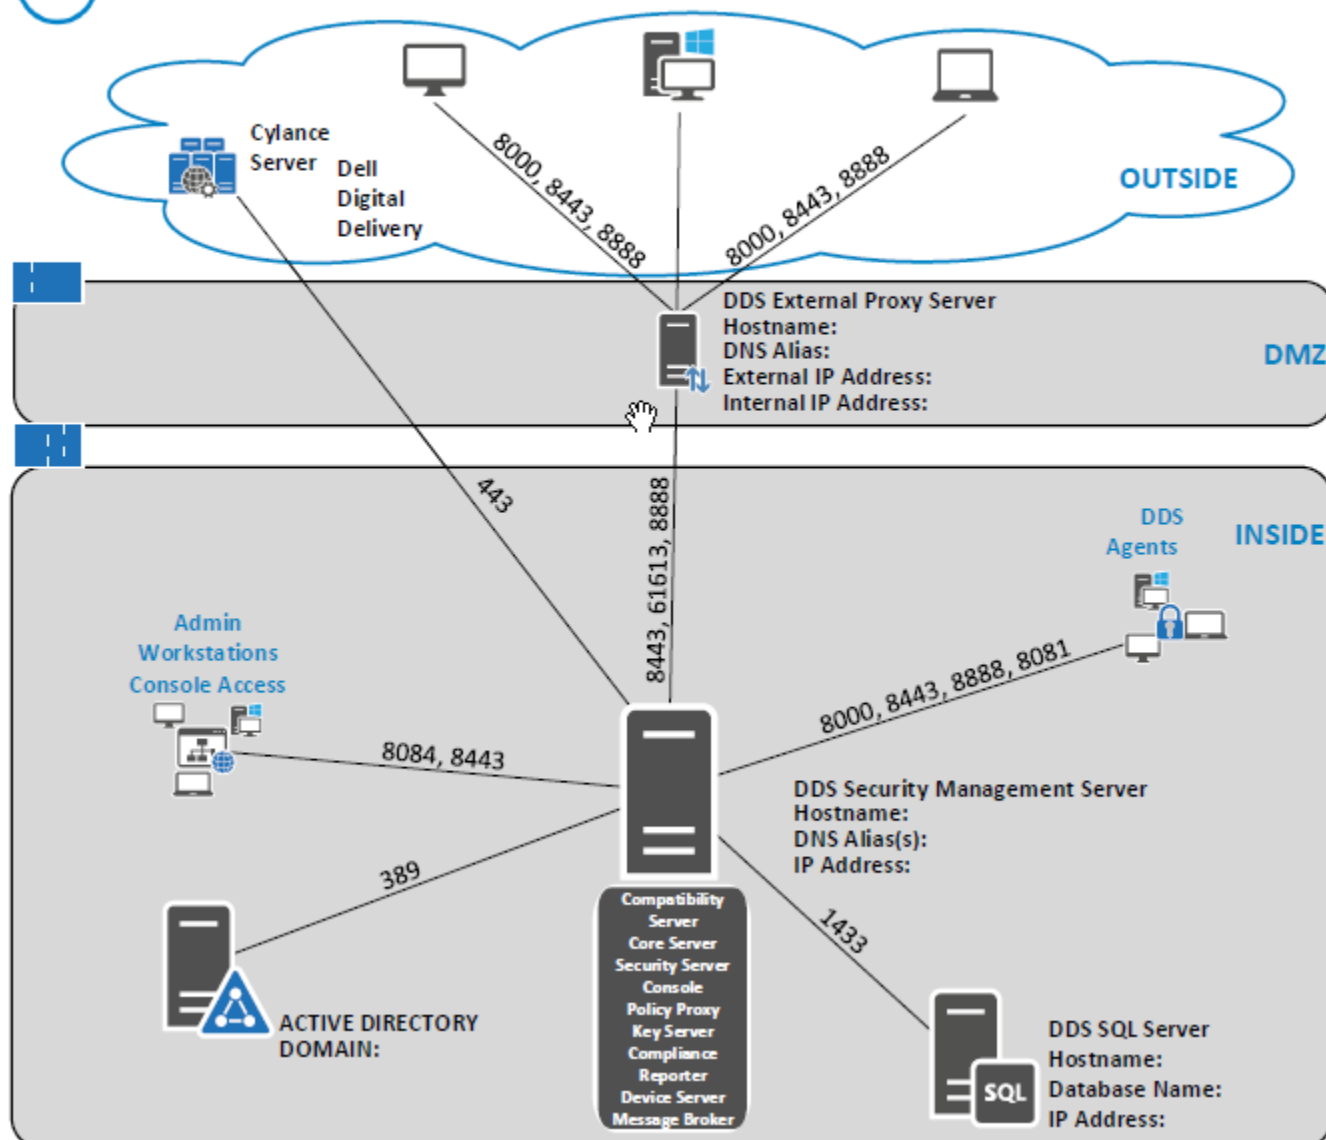 Cylance
Server
Dell
Digital
Delivery
8000, 8443, 8888
8000, 8443, 8888
OUTSIDE
DDS External Proxy Server
Hostname:
DNS Alias:
External IP Address:
Internal IP Address:
DMZ
443
8443, 61613, 8888
DDS
Agents
INSIDE
Admin
Workstations
Console Access
8000, 8443, 8888, 8081
8084, 8443
DDS Security Management Server
Hostname:
DNS Alias(s):
IP Address:
389
1433
Compatibility
Server
Core Server
Security Server
Console
Policy Proxy
Key Server
Compliance
Reporter
Device Server
Message Broker
ACTIVE DIRECTORY
DOMAIN:
SQL
DDS SQL Server
Hostname:
Database Name:
IP Address: